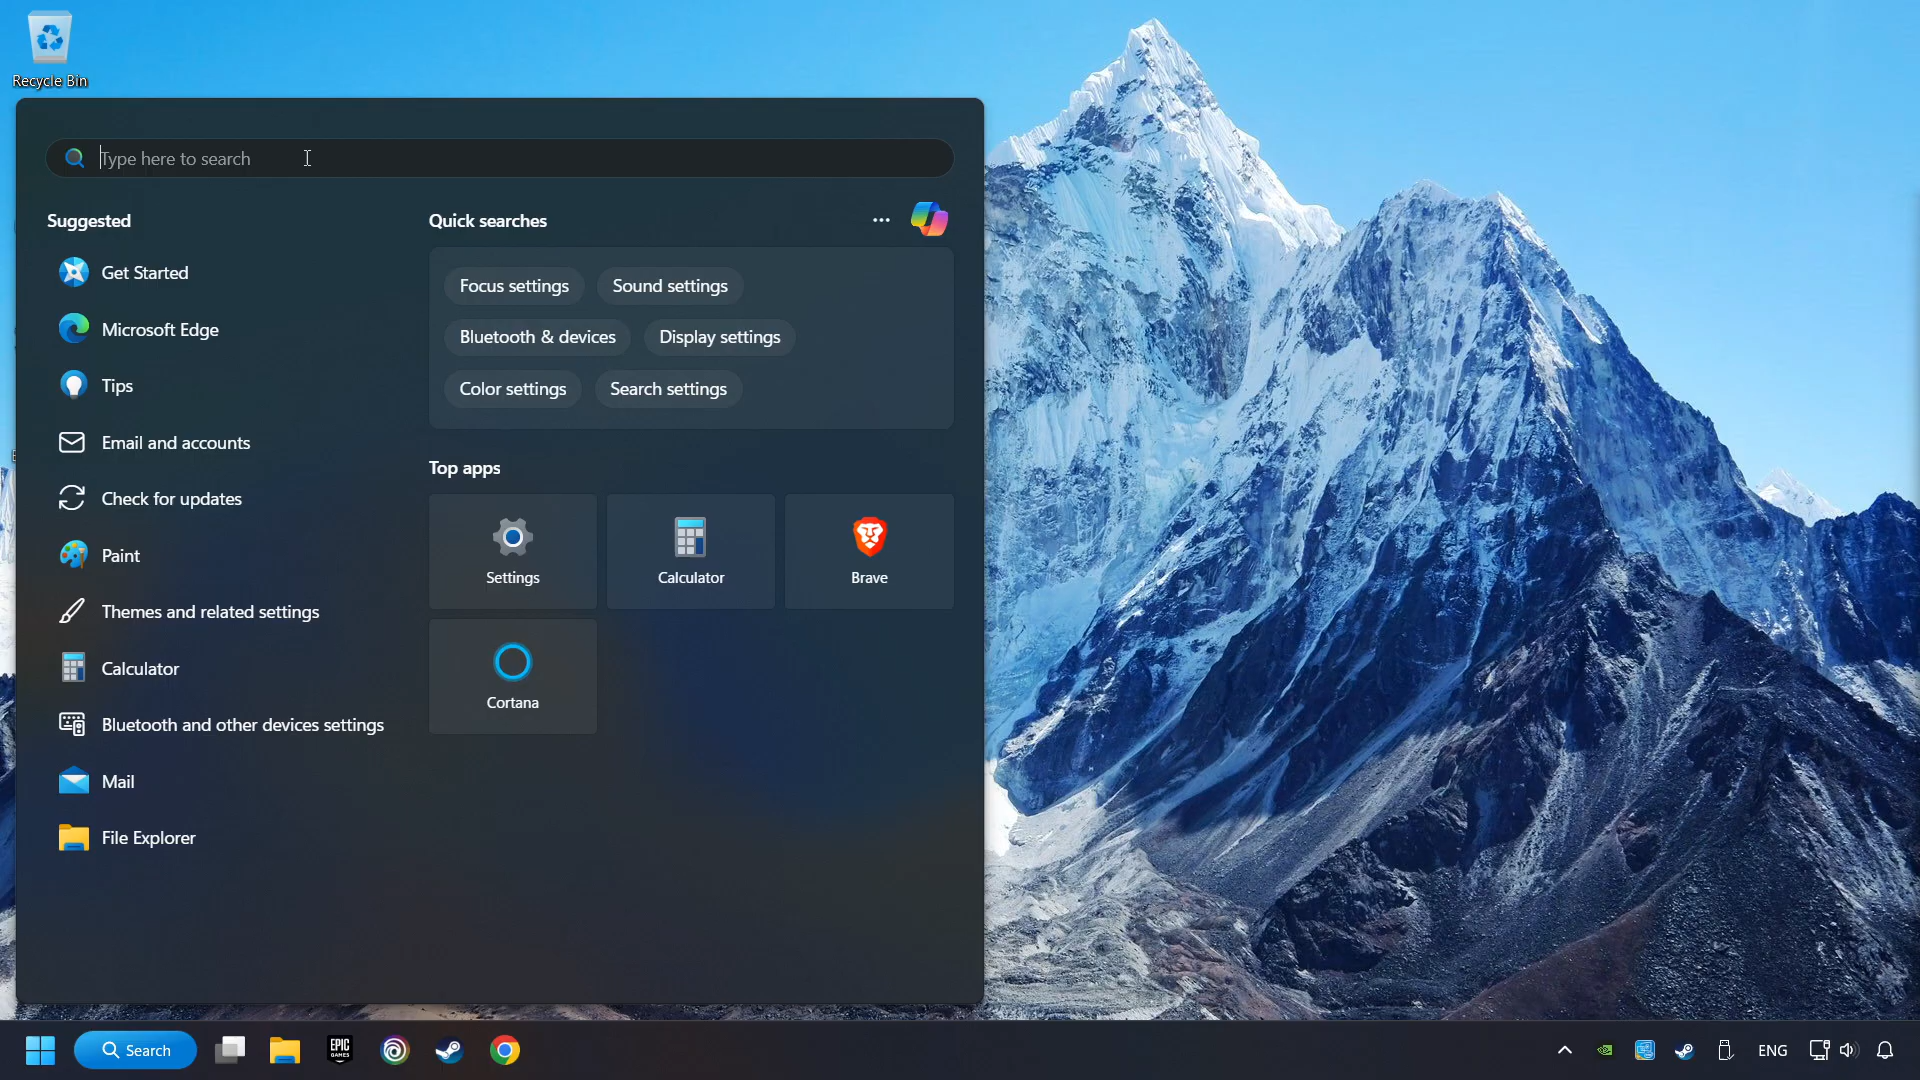 Recycle Bin
Type here to search
Suggested
Get Started
Microsoft Edge
Tips
Email and accounts
Check for updates
Paint
Themes and related settings
Calculator
Bluetooth and other devices settings
Mail
File Explorer
Quick searches
Focus settings
Sound settings
Bluetooth & devices
Display settings
Color settings
Search settings
Top apps
Settings
Calculator
Brave
Cortana
Search
EPIC
GAMES
ENG